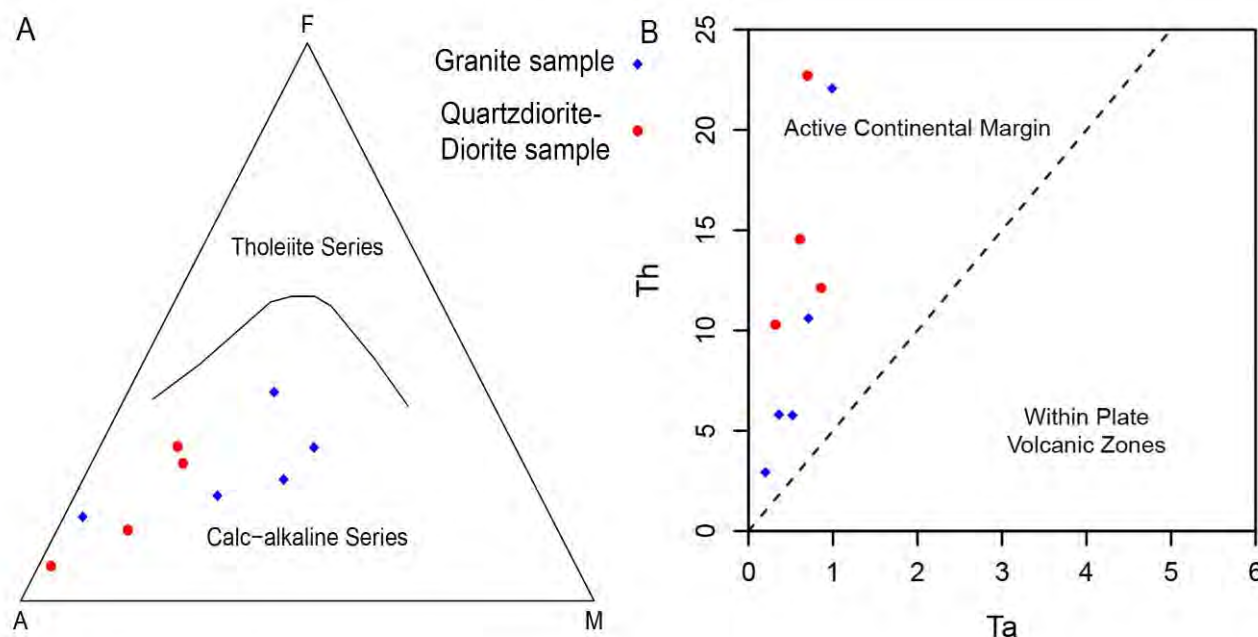 A
F
Granite sample
Quartzdiorite-
Diorite sample
Tholeiite Series
Calc-alkaline Series
A
M
B
25
20
15
10
5
0
Th
Active Continental Margin
Within Plate
Volcanic Zones
0 1 2 3 4 5 6
Ta